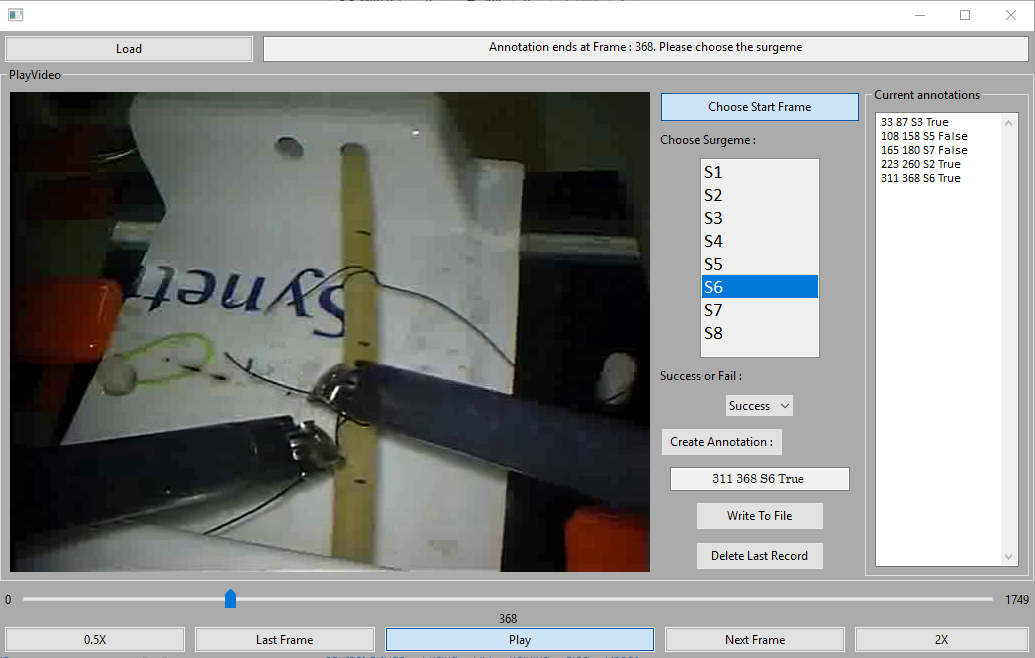 Load
Annotation ends at Frame : 368. Please choose the surgeme
PlayVideo
Synett
Choose Start Frame
Choose Surgeme :
S1
S2
S3
S4
S5
S6
S7
S8
Success or Fail :
Success
Create Annotation :
311 368 S6 True
Write To File
Delete Last Record
Current annotations
33 87 S3 True
108 158 S5 False
165 180 S7 False
223 260 S2 True
311 368 S6 True
0
1749
368
0.5X
Last Frame
Play
Next Frame
2X